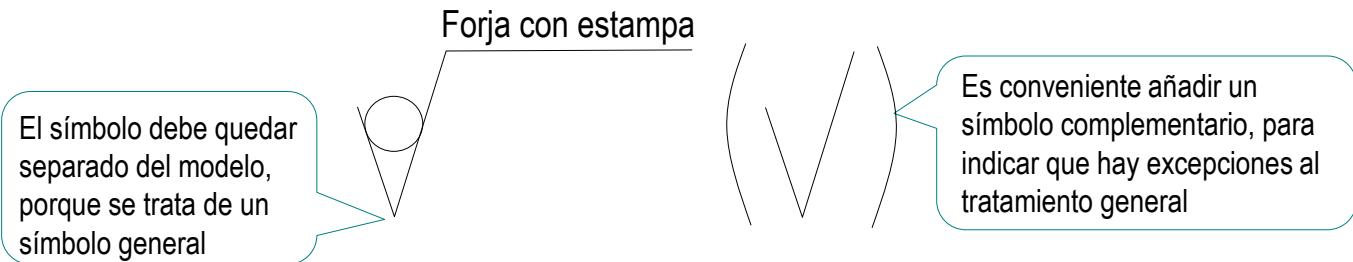 Forja con estampa
El símbolo debe quedar
separado del modelo,
porque se trata de un
símbolo general
Es conveniente añadir un
símbolo complementario, para
indicar que hay excepciones al
tratamiento general